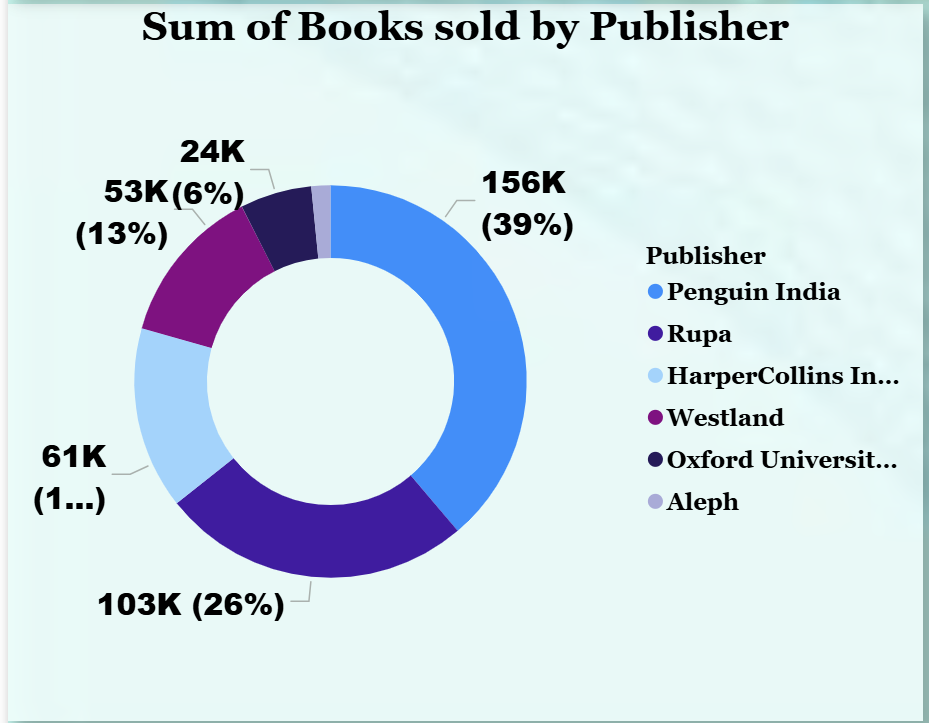 Sum of Books sold by Publisher
24K
(6%)
53K
(13%)
156K
(39%)
61K
(1...)
103K (26%)
Publisher
Penguin India
Rupa
HarperCollins In...
Westland
Oxford Universit...
Aleph